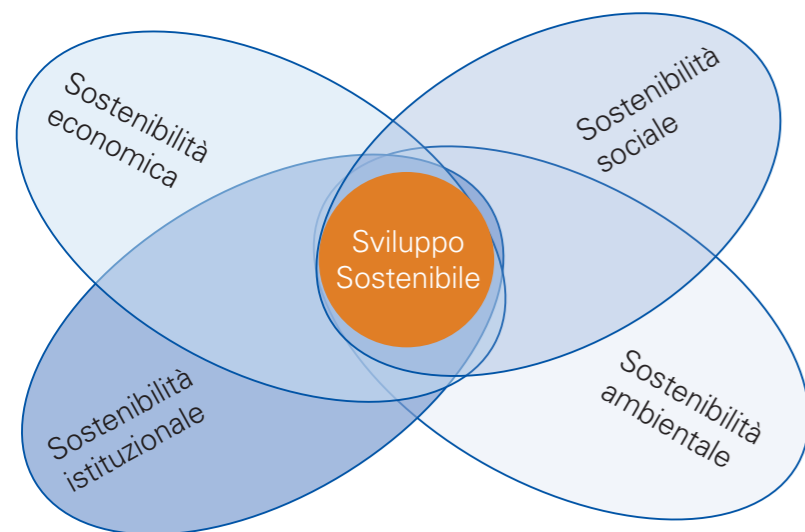 Sostenibilità
economica
Sostenibilità
sociale
Sviluppo
Sostenibile
Sostenibilità
istituzionale
Sostenibilità
ambientale